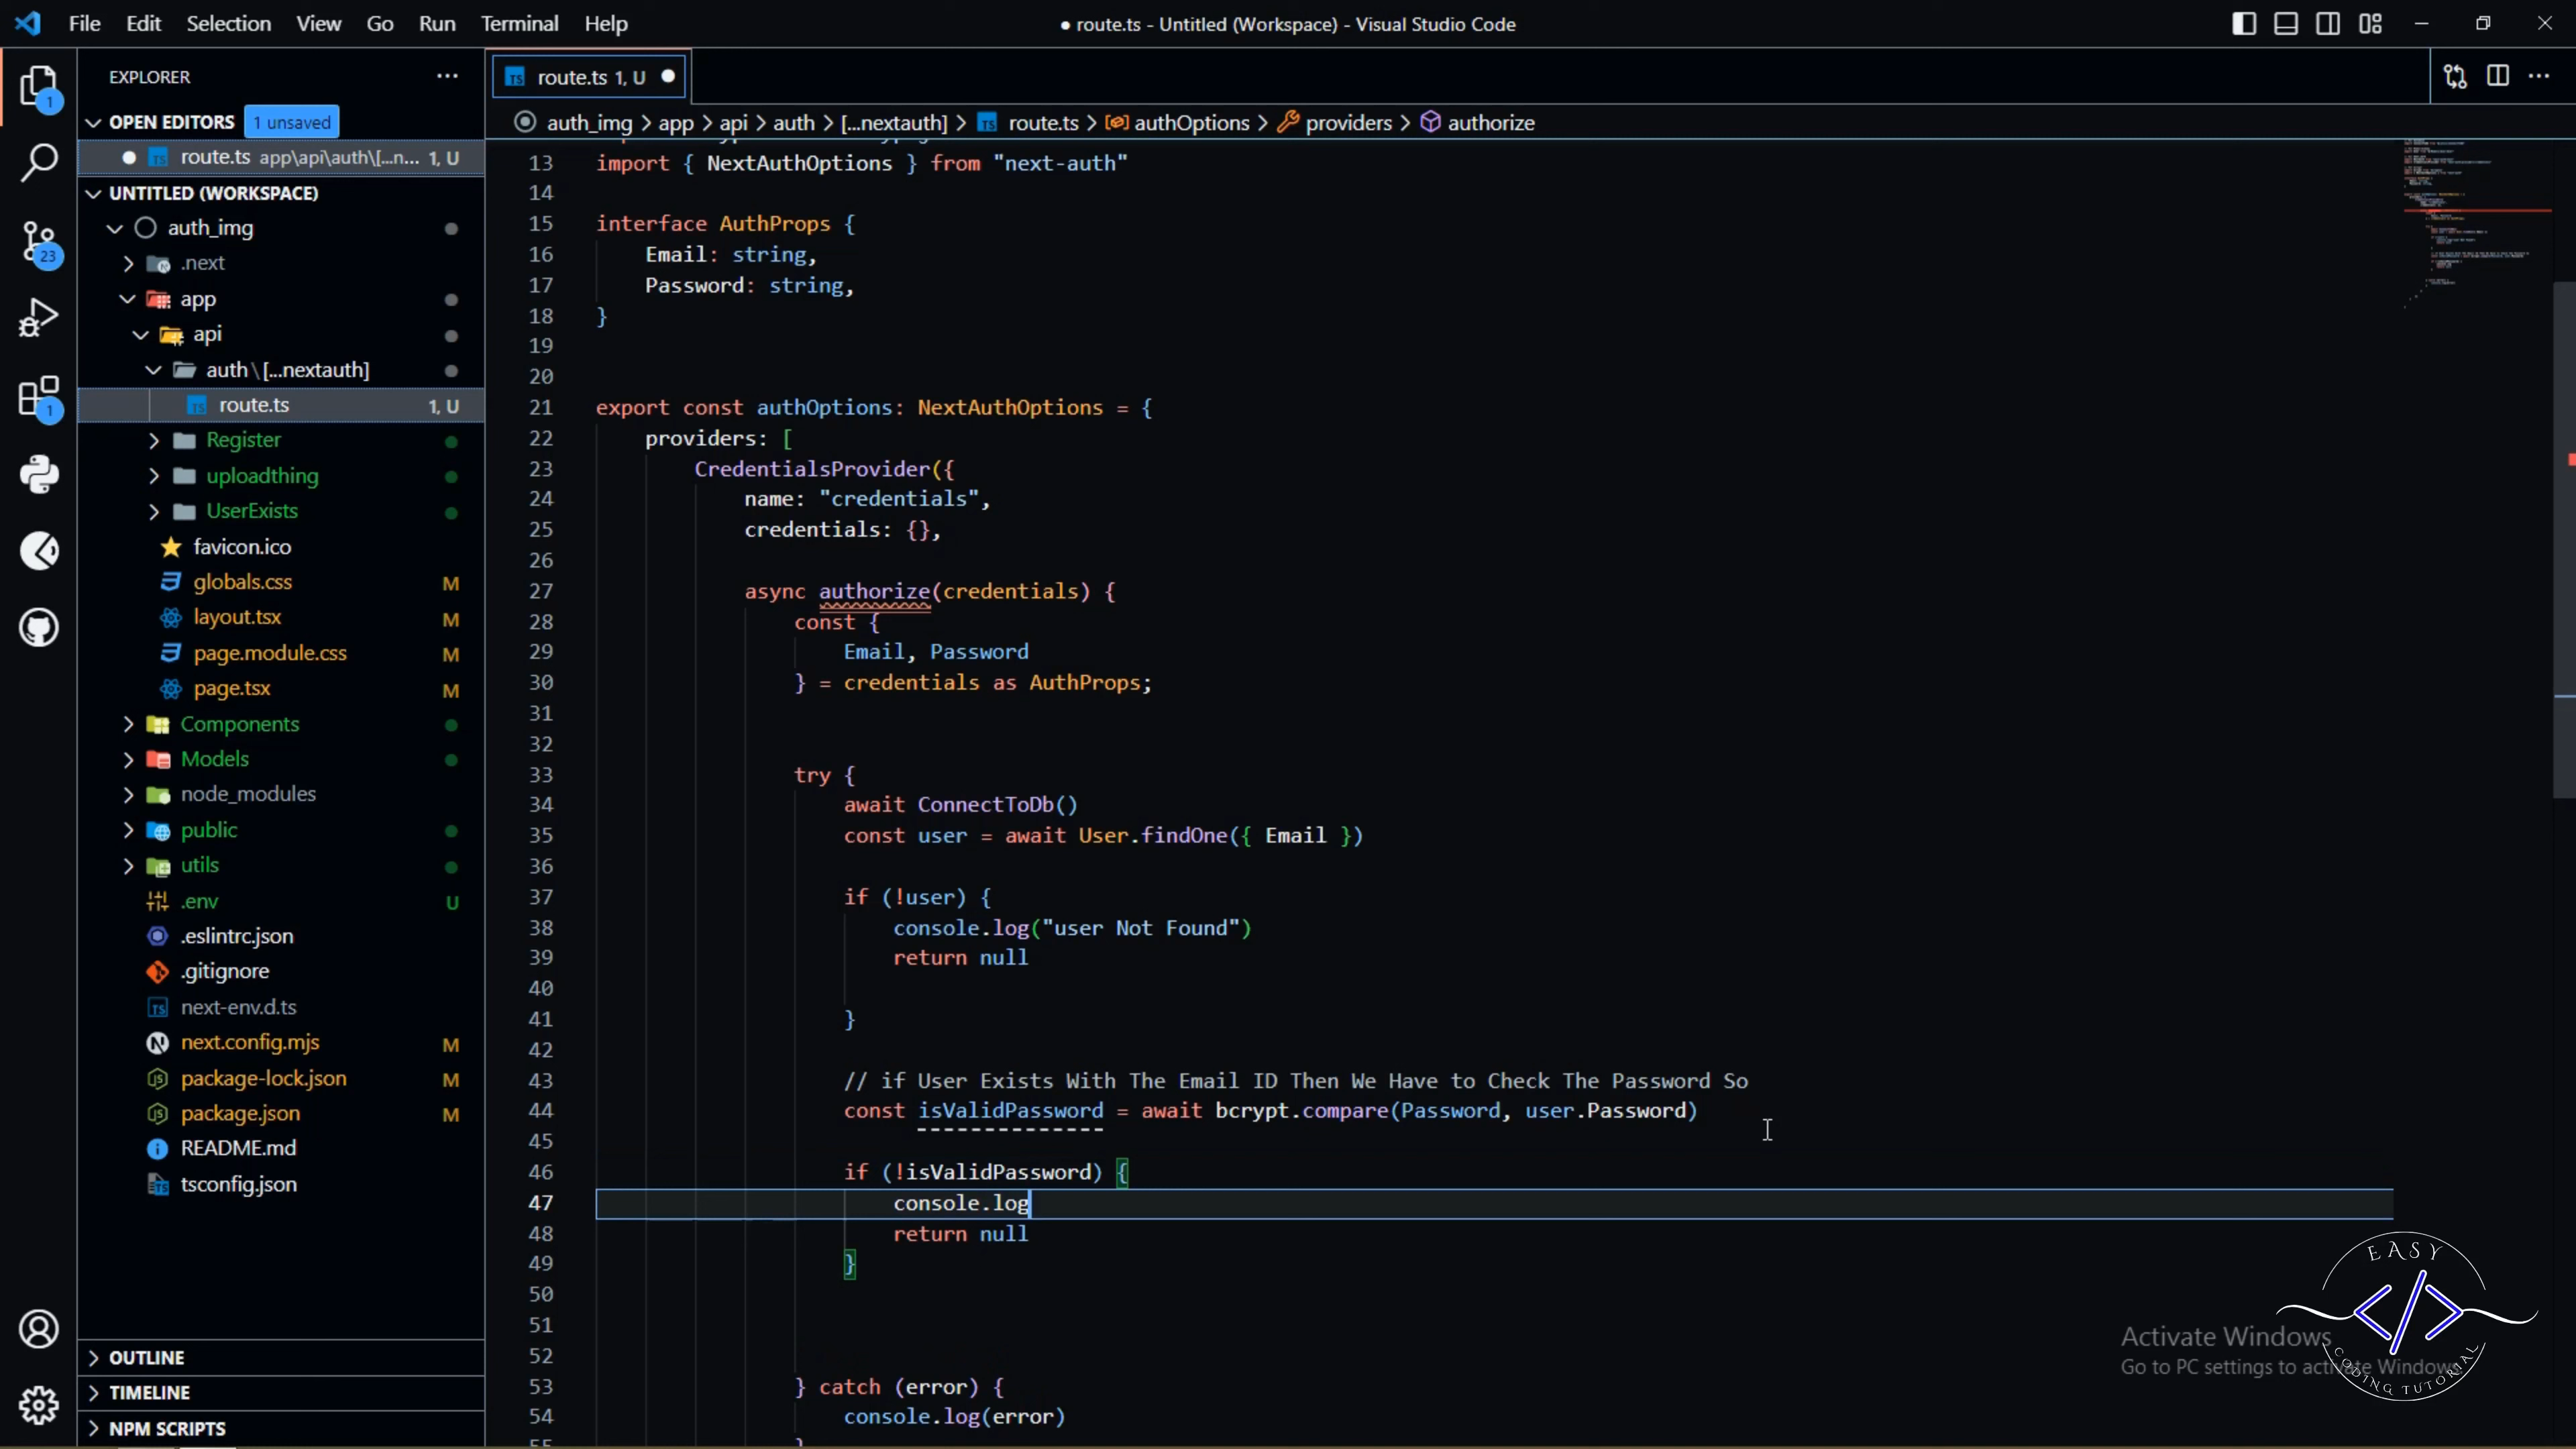 File Edit Selection View Go Run Terminal Help
● route.ts - Untitled (Workspace) - Visual Studio Code
EXPLORER
OPEN EDITORS 1 unsaved
route.ts app\api\auth\[...n... 1, U
UNTITLED (WORKSPACE)
auth_img
.next
app
api
auth\[...nextauth]
route.ts 1, U
Register
uploadthing
UserExists
favicon.ico
globals.css M
layout.tsx M
page.module.css M
page.tsx M
Components
Models
node_modules
public
utils
.env U
.eslintrc.json
.gitignore
next-env.d.ts
next.config.mjs M
package-lock.json M
package.json M
README.md
tsconfig.json
OUTLINE
TIMELINE
NPM SCRIPTS
1
23
1
route.ts 1, U
auth_img > app > api > auth > [...nextauth] > route.ts > authOptions > providers > authorize
13 import { NextAuthOptions } from "next-auth"
14
15 interface AuthProps {
16 Email: string,
17 Password: string,
18 }
19
20
21 export const authOptions: NextAuthOptions = {
22 providers: [
23 CredentialsProvider({
24 name: "credentials",
25 credentials: {},
26
27 async authorize(credentials) {
28 const {
29 Email, Password
30 } = credentials as AuthProps;
31
32
33 try {
34 await ConnectToDb()
35 const user = await User.findOne({ Email })
36
37 if (!user) {
38 console.log("user Not Found")
39 return null
40
41 }
42
43 // if User Exists With The Email ID Then We Have to Check The Password So
44 const isValidPassword = await bcrypt.compare(Password, user.Password)
45
46 if (!isValidPassword) {
47 console.log
48 return null
49 }
50
51
52
53 } catch (error) {
54 console.log(error)
55 }
Activate Windows
Go to PC settings to activate Windows.
EASY
</>
CODING TUTORIAL